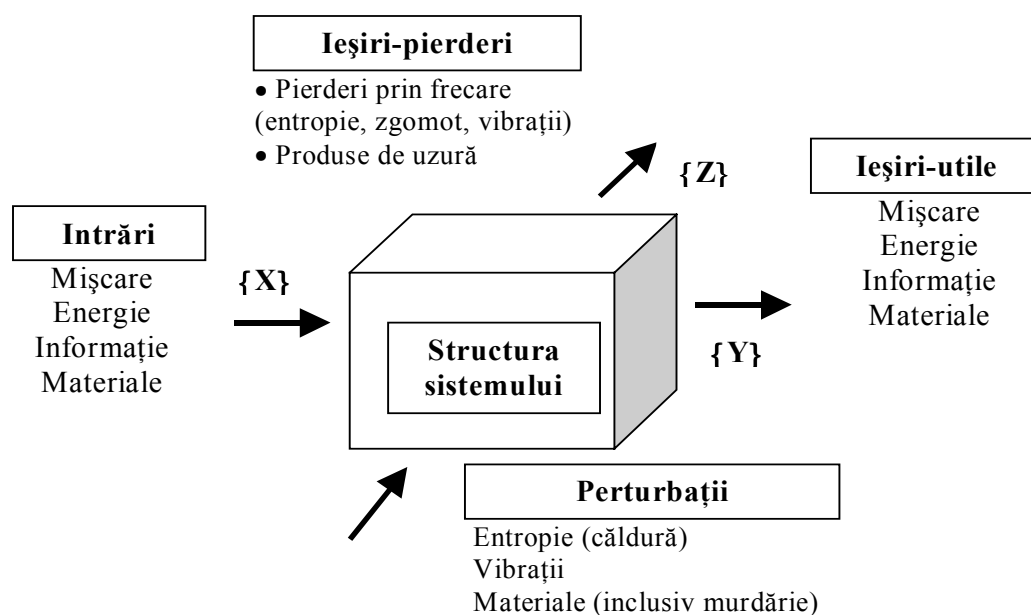 Ieşiri-pierderi
• Pierderi prin frecare
(entropie, zgomot, vibraţii)
• Produse de uzură
{Z}
Ieşiri-utile
Mişcare
Energie
Informaţie
Materiale
Intrări
Mişcare
Energie
Informaţie
Materiale
{X}
Structura
sistemului
{Y}
Perturbaţii
Entropie (căldură)
Vibraţii
Materiale (inclusiv murdărie)